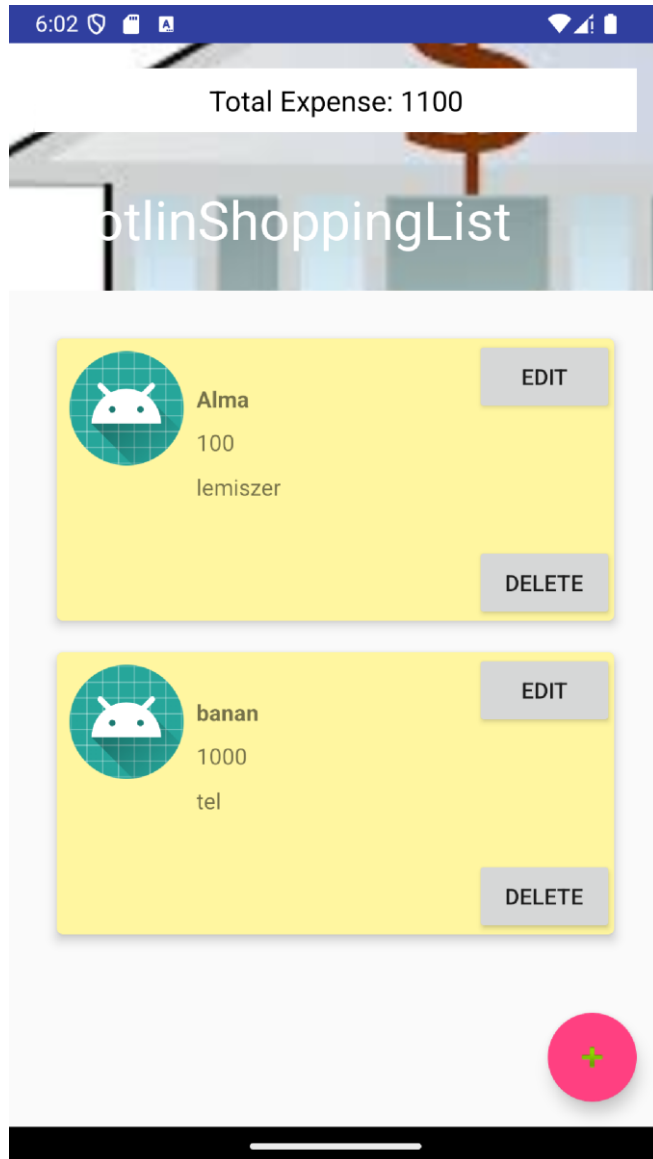 6:02
Total Expense: 1100
otlinShoppingList
EDIT
Alma
100
lemiszer
DELETE
EDIT
banan
1000
tel
DELETE
+